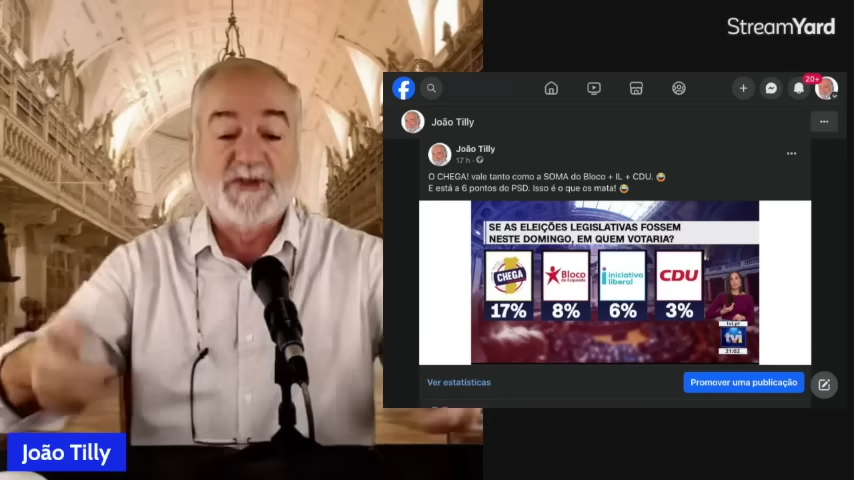 StreamYard
20+
João Tilly
João Tilly
17 h ·
O CHEGA! vale tanto como a SOMA do Bloco + IL + CDU. 😂
E está a 6 pontos do PSD. Isso é o que os mata! 😂
SE AS ELEIÇÕES LEGISLATIVAS FOSSEM
NESTE DOMINGO, EM QUEM VOTARIA?
CHEGA
Bloco
de Esquerda
iniciativa
liberal
CDU
17%
8%
6%
3%
tvi.pt
tvi
21:02
Ver estatísticas
Promover uma publicação
João Tilly